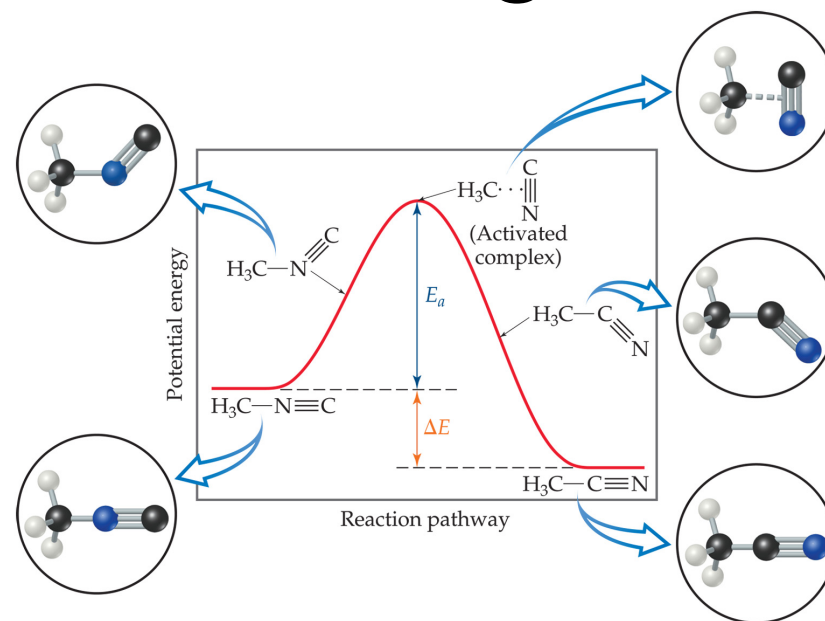 H₃C··C≡N
(Activated
complex)
H₃C—N≡C
Eₐ
H₃C—C≡N
Potential energy
H₃C—N≡C
ΔE
H₃C—C≡N
Reaction pathway